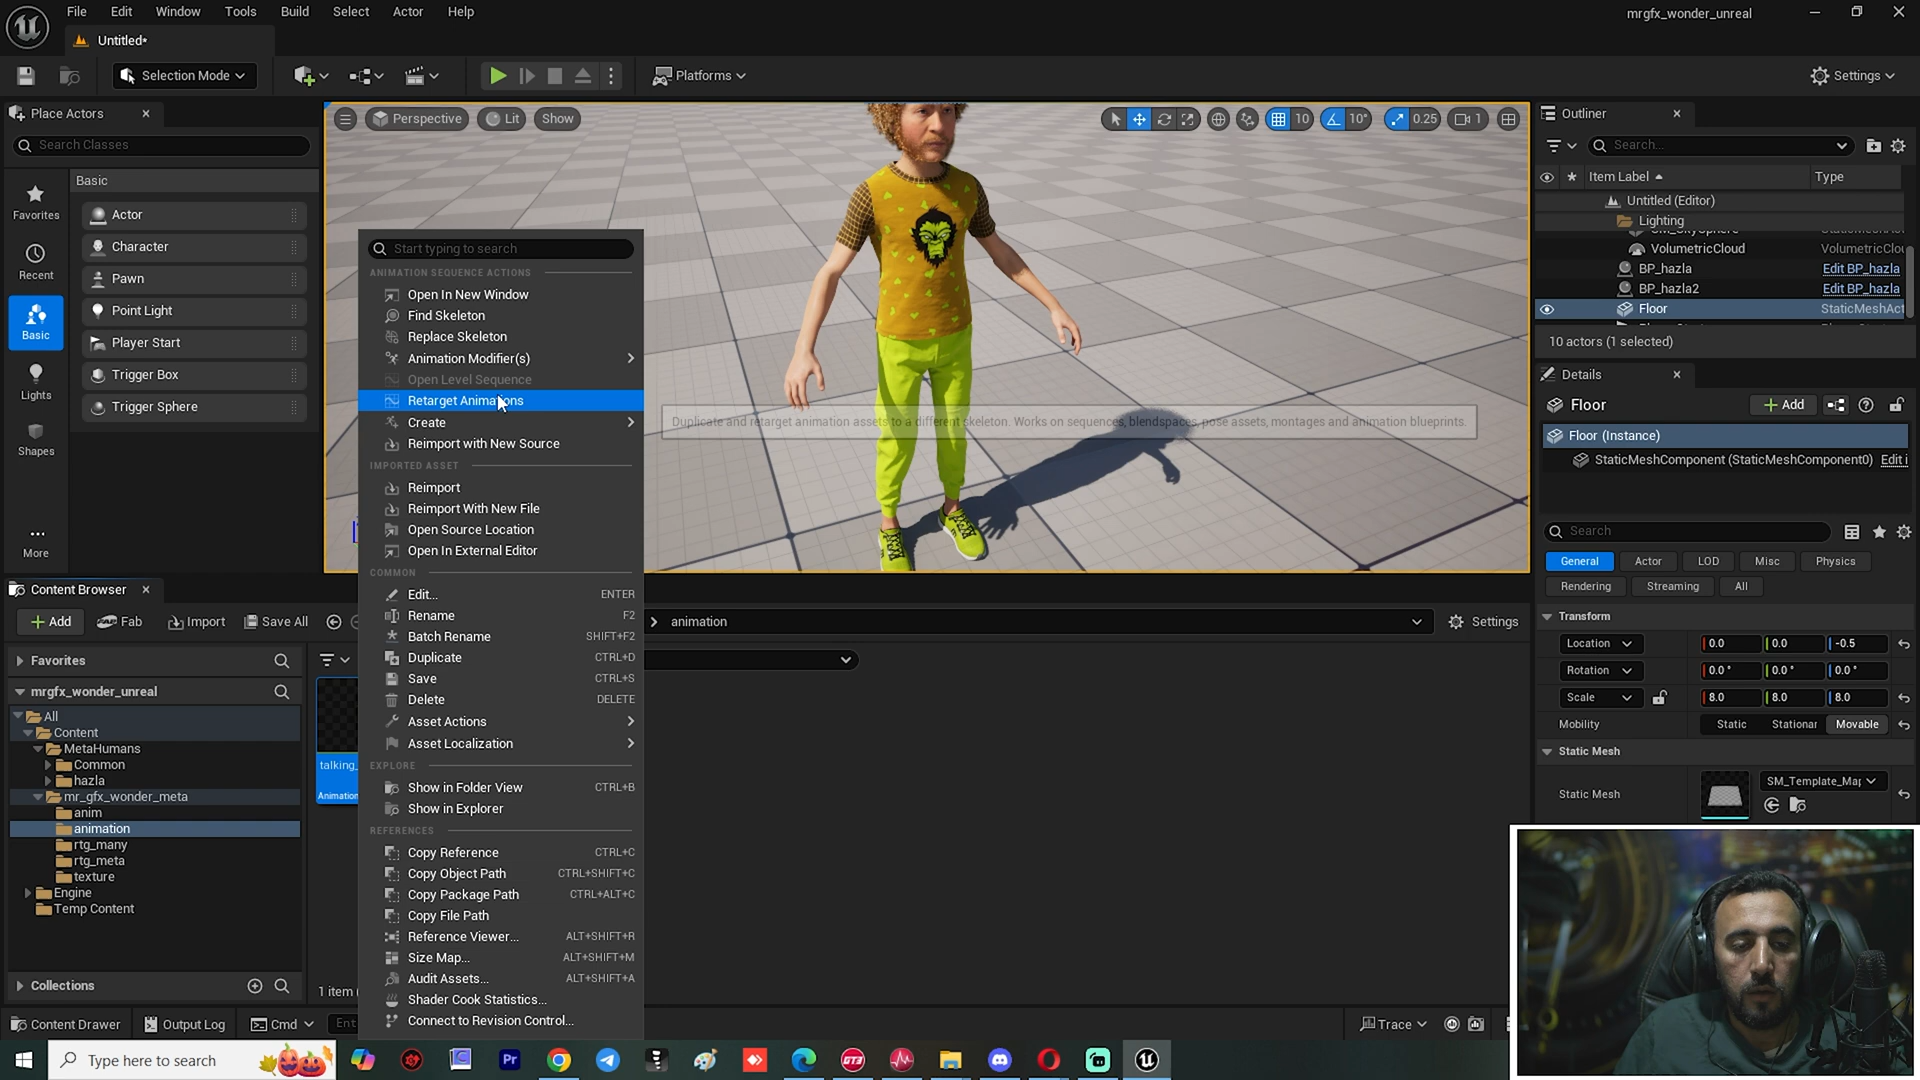 File Edit Window Tools Build Select Actor Help
mrgfx_wonder_unreal
Untitled*
Selection Mode
Platforms
Settings
Place Actors
Search Classes
Favorites
Recent
Basic
Lights
Shapes
More
Basic
Actor
Character
Pawn
Point Light
Player Start
Trigger Box
Trigger Sphere
Perspective
Lit
Show
10
10°
0.25
1
Start typing to search
ANIMATION SEQUENCE ACTIONS
Open In New Window
Find Skeleton
Replace Skeleton
Animation Modifier(s)
Open Level Sequence
Retarget Animations
Create
Reimport with New Source
IMPORTED ASSET
Reimport
Reimport With New File
Open Source Location
Open In External Editor
COMMON
Edit... ENTER
Rename F2
Batch Rename SHIFT+F2
Duplicate CTRL+D
Save CTRL+S
Delete DELETE
Asset Actions
Asset Localization
EXPLORE
Show in Folder View CTRL+B
Show in Explorer
REFERENCES
Copy Reference CTRL+C
Copy Object Path CTRL+SHIFT+C
Copy Package Path CTRL+ALT+C
Copy File Path
Reference Viewer... ALT+SHIFT+R
Size Map... ALT+SHIFT+M
Audit Assets... ALT+SHIFT+A
Shader Cook Statistics...
Connect to Revision Control...
Duplicate and retarget animation assets to a different skeleton. Works on sequences, blendspaces, pose assets, montages and animation blueprints.
Outliner
Search...
Item Label Type
Untitled (Editor)
Lighting
VolumetricCloud VolumetricClou
BP_hazla Edit BP_hazla
BP_hazla2 Edit BP_hazla
Floor StaticMeshAct
10 actors (1 selected)
Details
Floor
Add
Floor (Instance)
StaticMeshComponent (StaticMeshComponent0) Edit i
Search
General Actor LOD Misc Physics
Rendering Streaming All
Transform
Location 0.0 0.0 -0.5
Rotation 0.0° 0.0° 0.0°
Scale 8.0 8.0 8.0
Mobility Static Stationar Movable
Static Mesh
Static Mesh SM_Template_Map
Content Browser
Add Fab Import Save All
animation
Settings
Favorites
mrgfx_wonder_unreal
All
Content
MetaHumans
Common
hazla
mr_gfx_wonder_meta
anim
animation
rtg_many
rtg_meta
texture
Engine
Temp Content
Collections
talking_
Animation
1 item (
Content Drawer
Output Log
Cmd
Ent
Trace
Type here to search
Pr
GT3